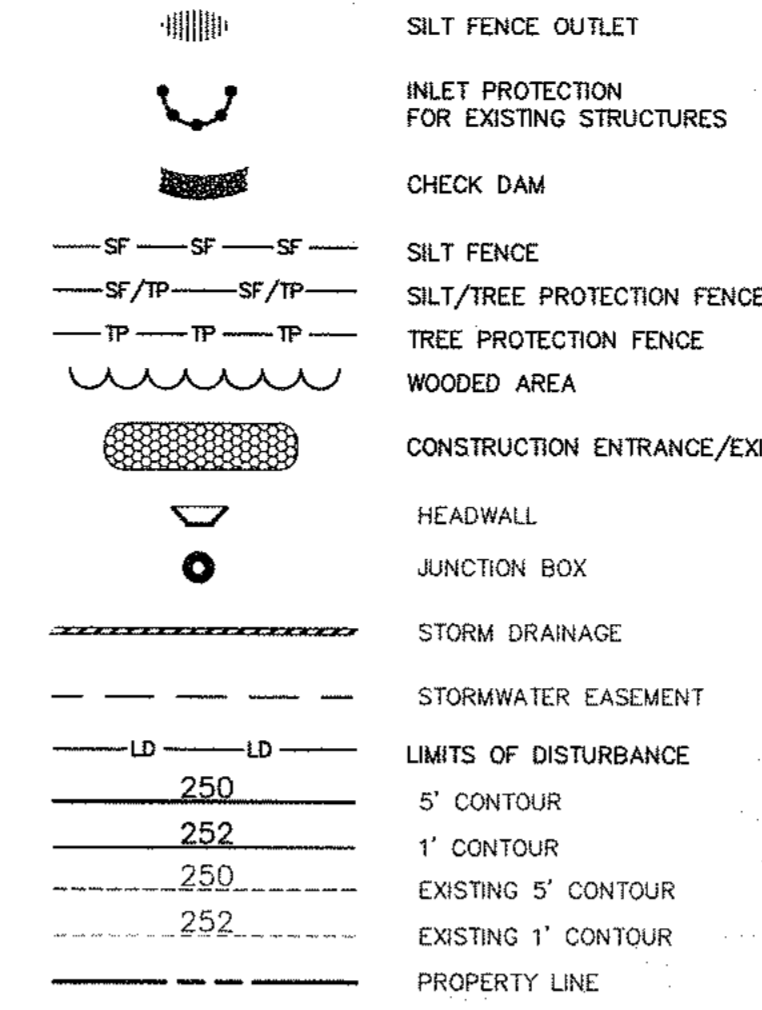 SILT FENCE OUTLET
INLET PROTECTION
FOR EXISTING STRUCTURES
CHECK DAM
SF SF SF SILT FENCE
SF/TP SF/TP SILT/TREE PROTECTION FENCE
TP TP TP TREE PROTECTION FENCE
WOODED AREA
CONSTRUCTION ENTRANCE/EXI
HEADWALL
JUNCTION BOX
STORM DRAINAGE
STORMWATER EASEMENT
LD LD LIMITS OF DISTURBANCE
250 5' CONTOUR
252 1' CONTOUR
250 EXISTING 5' CONTOUR
252 EXISTING 1' CONTOUR
PROPERTY LINE